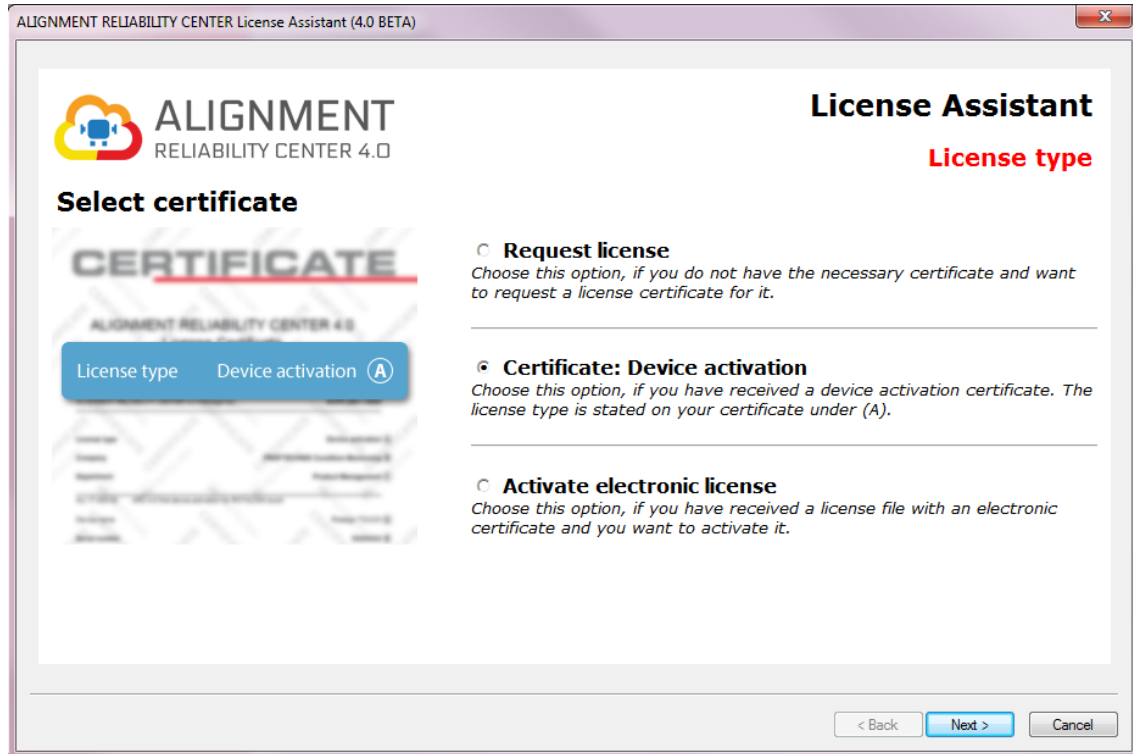 ALIGNMENT RELIABILITY CENTER License Assistant (4.0 BETA)
ALIGNMENT
RELIABILITY CENTER 4.0
License Assistant
License type
Select certificate
CERTIFICATE
ALIGNMENT RELIABILITY CENTER 4.0
License Certificate
License type Device activation A
Request license
Choose this option, if you do not have the necessary certificate and want
to request a license certificate for it.
Certificate: Device activation
Choose this option, if you have received a device activation certificate. The
license type is stated on your certificate under (A).
Activate electronic license
Choose this option, if you have received a license file with an electronic
certificate and you want to activate it.
< Back
Next >
Cancel